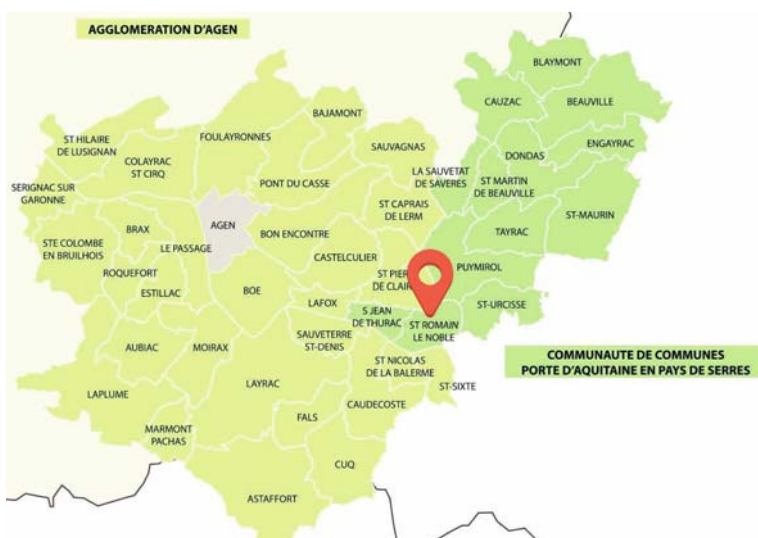 AGGLOMERATION D'AGEN
BLAYMONT
CAUZAC
BEAUVILLE
BAJAMONT
ST HILAIRE
DE LUSIGNAN
FOULAYRONNES
SAUVAGNAS
ENGAYRAC
COLAYRAC
ST CIRQ
DONDAS
LA SAUVETAT
DE SAVERES
SERIGNAC SUR
GARONNE
PONT DU CASSE
ST MARTIN
DE BEAUVILLE
ST CAPRAIS
DE LERM
ST-MAURIN
AGEN
BRAX
BON ENCONTRE
TAYRAC
STE COLOMBE
EN BRUILHOIS
LE PASSAGE
CASTELCULIER
PUYMIROL
ROQUEFORT
ST PIER
DE CLAIR
ESTILLAC
BOE
LAFOX
ST-URCISSE
S JEAN
DE THURAC
ST ROMAIN
LE NOBLE
AUBIAC
MOIRAX
SAUVETERRE
ST-DENIS
COMMUNAUTE DE COMMUNES
PORTE D'AQUITAINE EN PAYS DE SERRES
ST NICOLAS
DE LA BALERME
LAYRAC
ST-SIXTE
LAPLUME
CAUDECOSTE
FALS
MARMONT
PACHAS
CUQ
ASTAFFORT